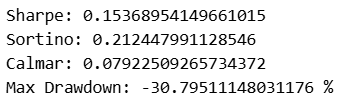 Sharpe: 0.15368954149661015
Sortino: 0.212447991128546
Calmar: 0.07922509265734372
Max Drawdown: -30.79511148031176 %